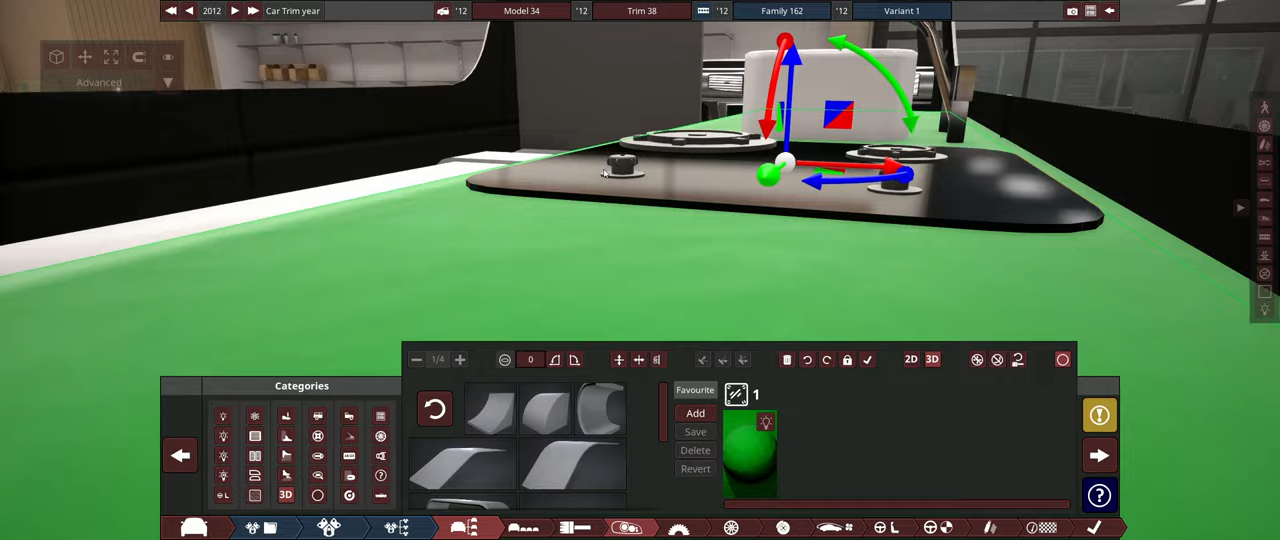 2012 Car Trim year '12 Model 34 '12 Trim 38 '12 Family 162 '12 Variant 1
Advanced
1/4 0 2D 3D
Categories
Favourite 1
Add
Save
Delete
Revert
L 3D